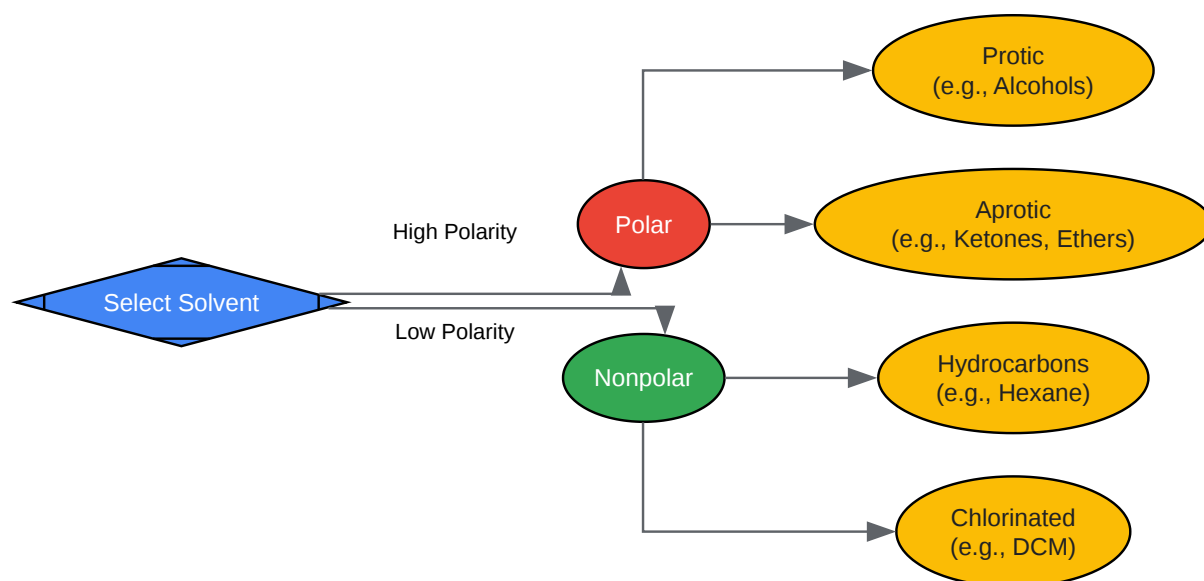 Protic
(e.g., Alcohols)
Aprotic
(e.g., Ketones, Ethers)
Polar
High Polarity
Select Solvent
Low Polarity
Nonpolar
Hydrocarbons
(e.g., Hexane)
Chlorinated
(e.g., DCM)